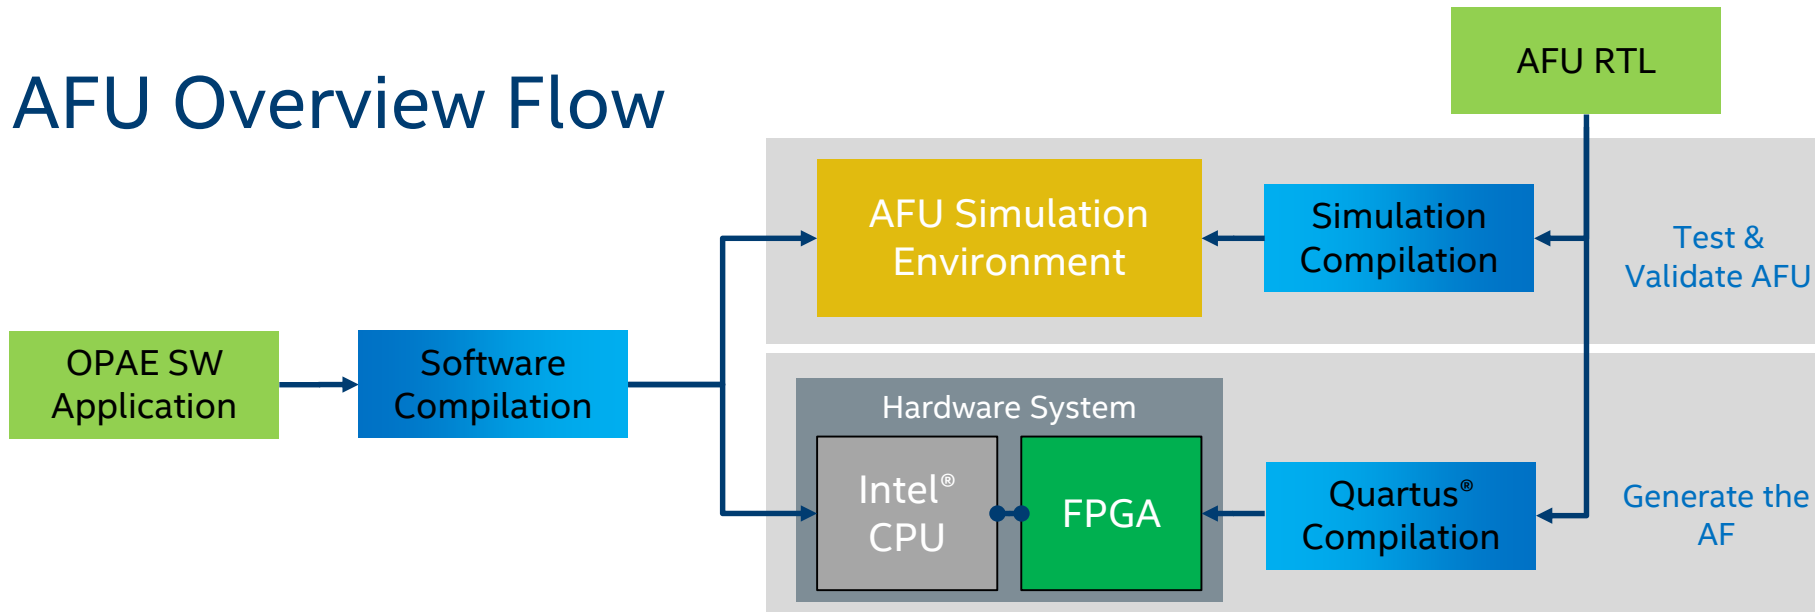 AFU Overview Flow
AFU RTL
AFU Simulation
Environment
Simulation
Compilation
Test &
Validate AFU
OPAE SW
Application
Software
Compilation
Hardware System
Intel®
CPU
FPGA
Quartus®
Compilation
Generate the
AF